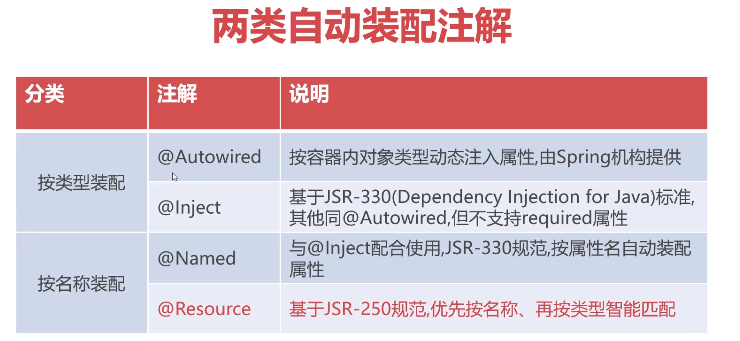 两类自动装配注解
分类 注解 说明
按类型装配
@Autowired 按容器内对象类型动态注入属性,由Spring机构提供
@Inject 基于JSR-330(Dependency Injection for Java)标准,
其他同@Autowired,但不支持required属性
按名称装配
@Named 与@Inject配合使用,JSR-330规范,按属性名自动装配
属性
@Resource 基于JSR-250规范,优先按名称、再按类型智能匹配